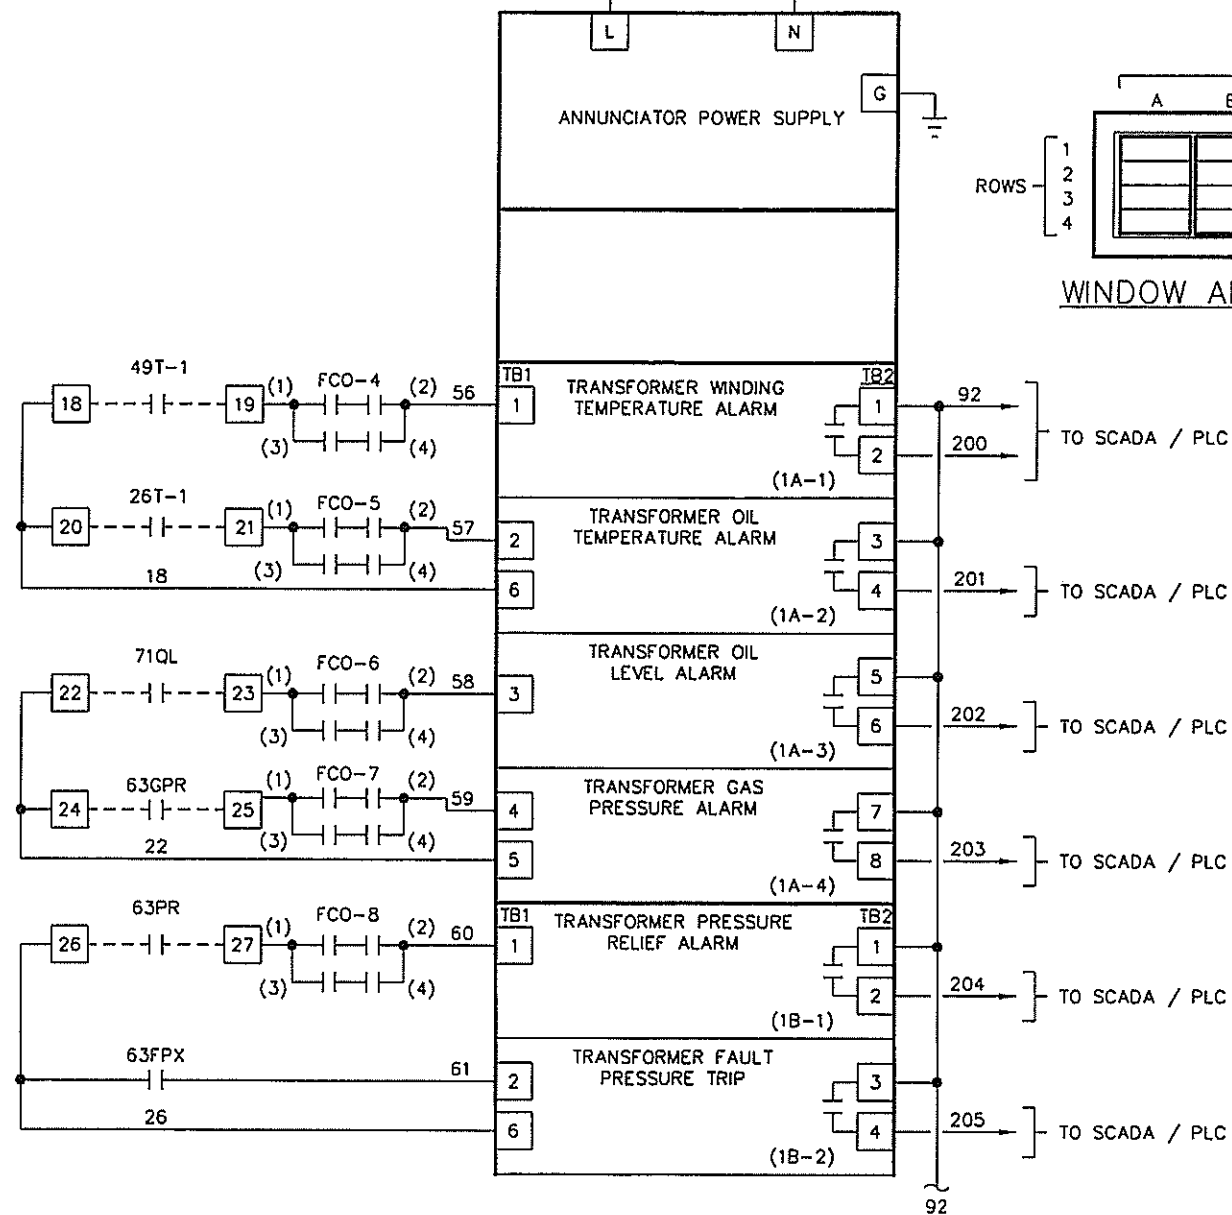 L N
G
ANNUNCIATOR POWER SUPPLY
A
ROWS
1
2
3
4
WINDOW
49T-1
18 19 (1) FCO-4 (2) 56
(3) (4)
TB1
1
TRANSFORMER WINDING
TEMPERATURE ALARM
(1A-1)
TB2
1 92
2 200
TO SCADA / PLC
26T-1
20 21 (1) FCO-5 (2) 57
(3) (4)
18
2
6
TRANSFORMER OIL
TEMPERATURE ALARM
(1A-2)
3
4 201
TO SCADA / PLC
71QL
22 23 (1) FCO-6 (2) 58
(3) (4)
3
TRANSFORMER OIL
LEVEL ALARM
(1A-3)
5
6 202
TO SCADA / PLC
63GPR
24 25 (1) FCO-7 (2) 59
(3) (4)
22
4
5
TRANSFORMER GAS
PRESSURE ALARM
(1A-4)
7
8 203
TO SCADA / PLC
63PR
26 27 (1) FCO-8 (2) 60
(3) (4)
TB1
1
TRANSFORMER PRESSURE
RELIEF ALARM
(1B-1)
TB2
1
2 204
TO SCADA / PLC
63FPX
61
26
2
6
TRANSFORMER FAULT
PRESSURE TRIP
(1B-2)
3
4 205
TO SCADA / PLC
92